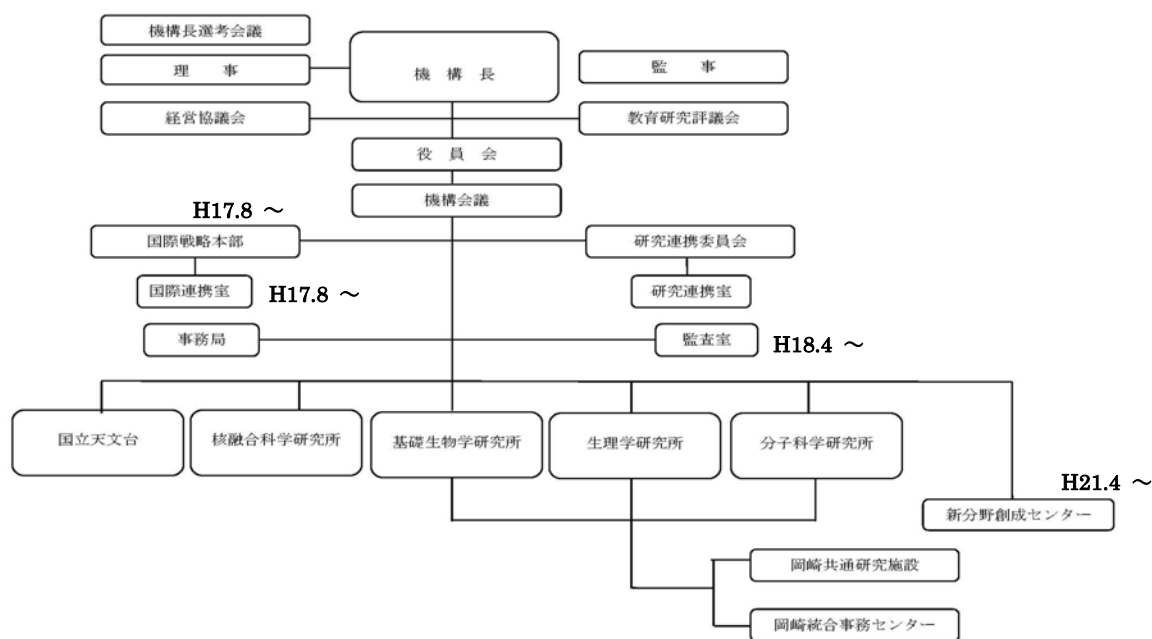 機構長選考会議
理　　事
機　構　長
監　　事
経営協議会
教育研究評議会
役　員　会
機構会議
H17.8 ～
国際戦略本部
研究連携委員会
国際連携室
H17.8 ～
研究連携室
事務局
監査室
H18.4 ～
国立天文台
核融合科学研究所
基礎生物学研究所
生理学研究所
分子科学研究所
H21.4 ～
新分野創成センター
岡崎共通研究施設
岡崎統合事務センター